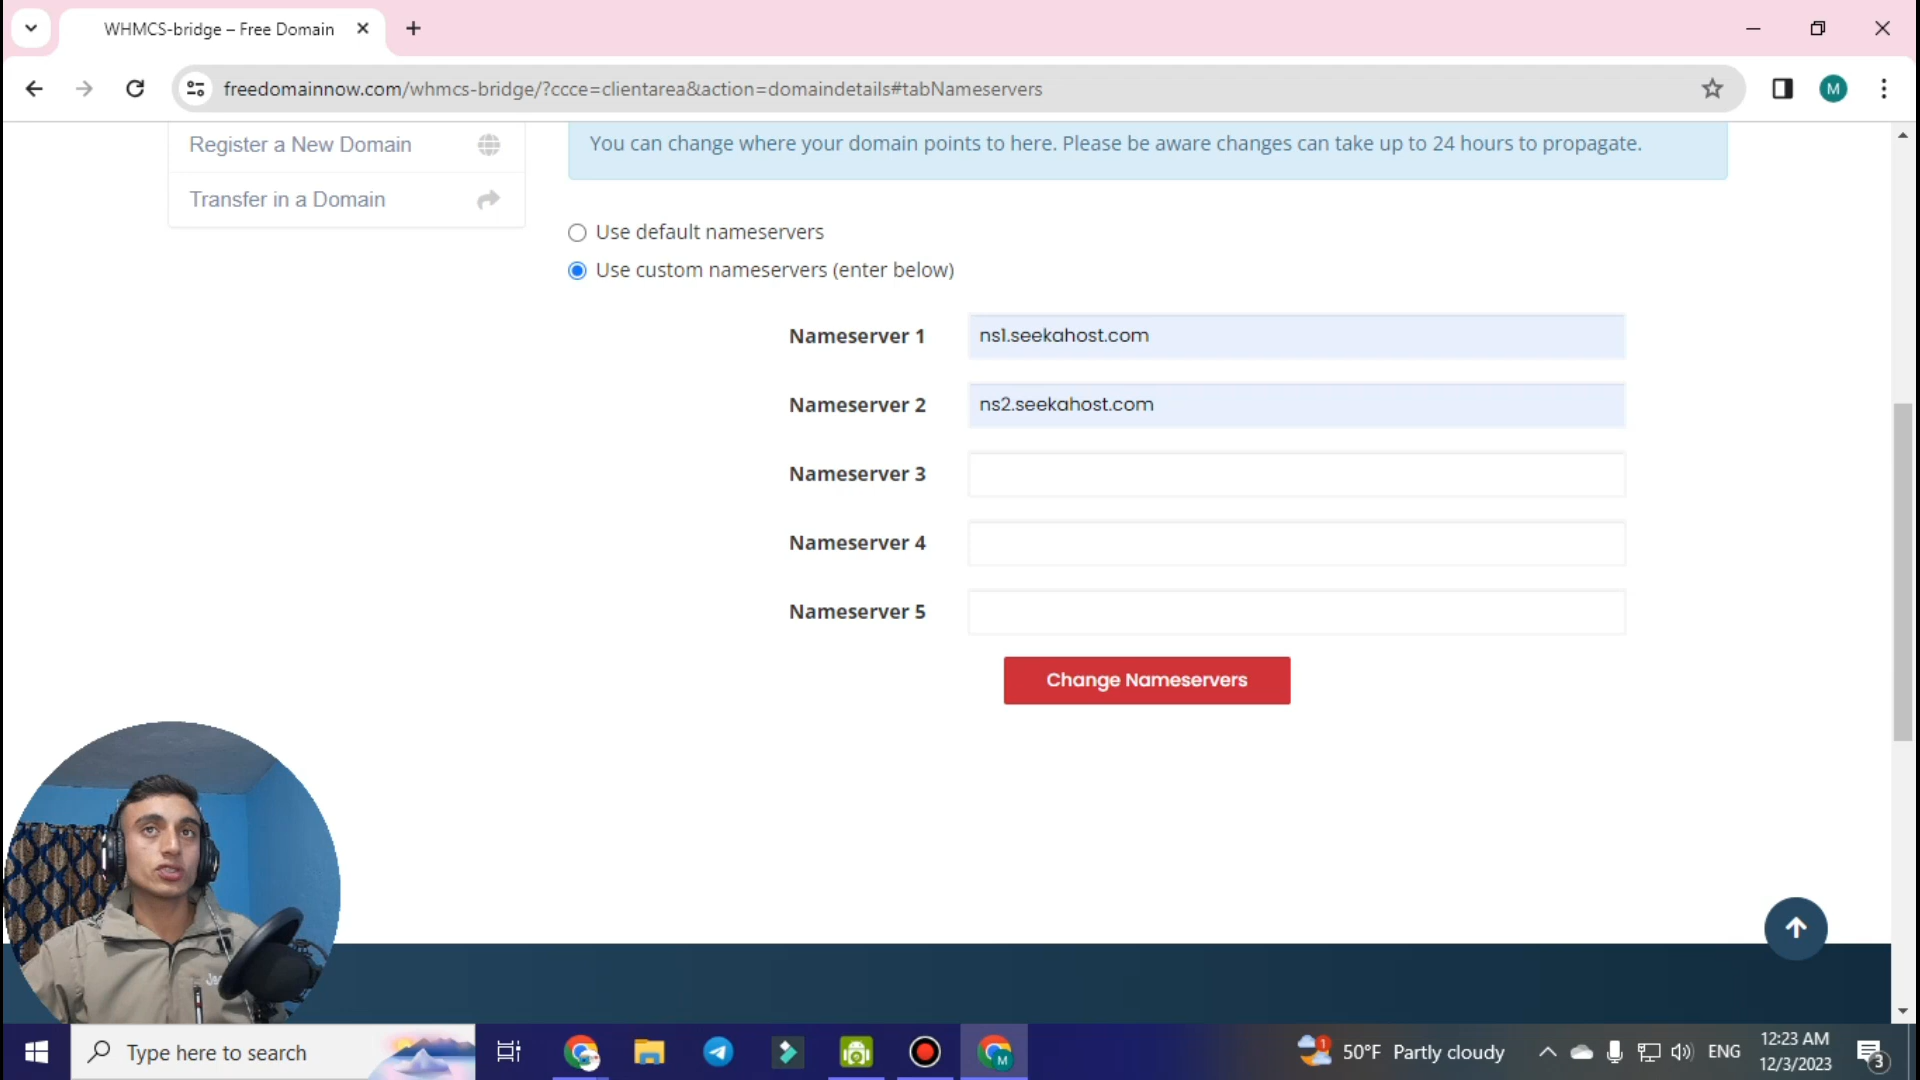 WHMCS-bridge – Free Domain
freedomainnow.com/whmcs-bridge/?ccce=clientarea&action=domaindetails#tabNameservers
M
Register a New Domain
Transfer in a Domain
You can change where your domain points to here. Please be aware changes can take up to 24 hours to propagate.
Use default nameservers
Use custom nameservers (enter below)
Nameserver 1
ns1.seekahost.com
Nameserver 2
ns2.seekahost.com
Nameserver 3
Nameserver 4
Nameserver 5
Change Nameservers
Type here to search
M
1
50°F Partly cloudy
ENG
12:23 AM
12/3/2023
3